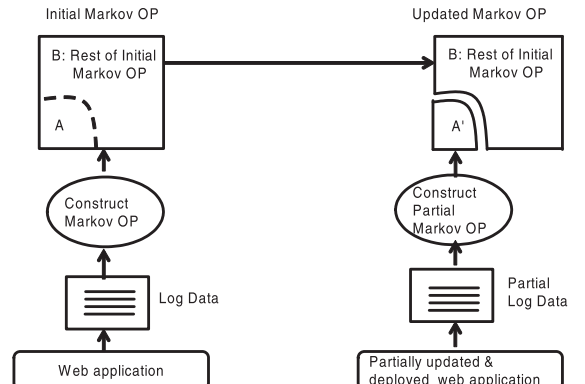 Initial Markov OP
Updated Markov OP
B: Rest of Initial
Markov OP
A
B: Rest of Initial
Markov OP
A'
Construct
Markov OP
Construct
Partial
Markov OP
Log Data
Partial
Log Data
Web application
Partially updated &
deployed web application